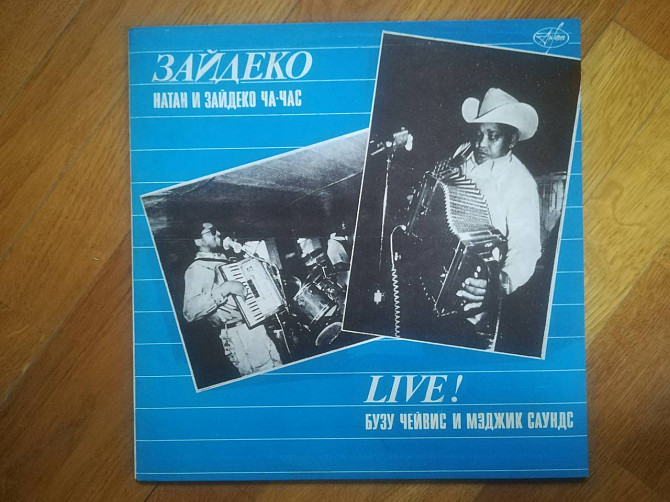 ЗАЙДЕКО
НАТАН И ЗАЙДЕКО ЧА-ЧАС
LIVE!
БУЗУ ЧЕЙВИС И МЭДЖИК САУНДС